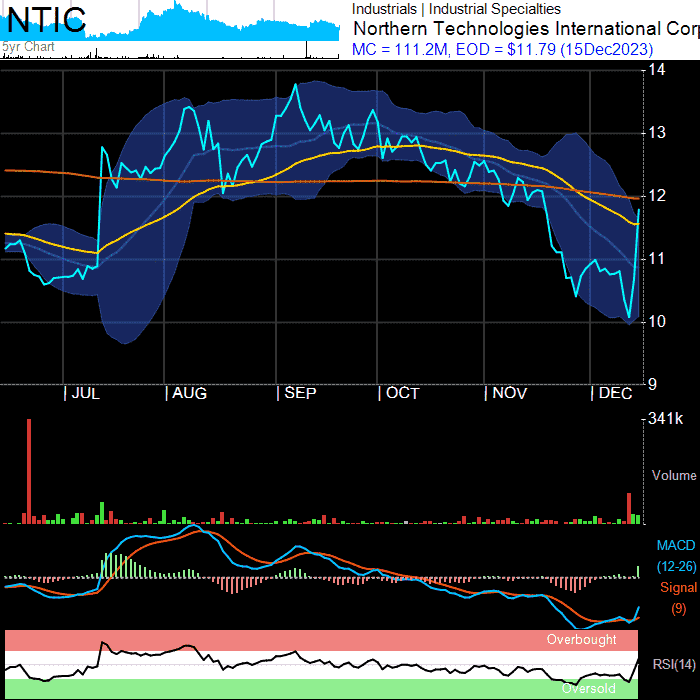 NTIC
Industrials | Industrial Specialties
Northern Technologies International Corp
5yr Chart
MC = 111.2M, EOD = $11.79 (15Dec2023)
14
13
12
11
10
9
| JUL | AUG | SEP | OCT | NOV | DEC
341k
Volume
MACD
(12-26)
Signal
(9)
Overbought
RSI(14)
Oversold